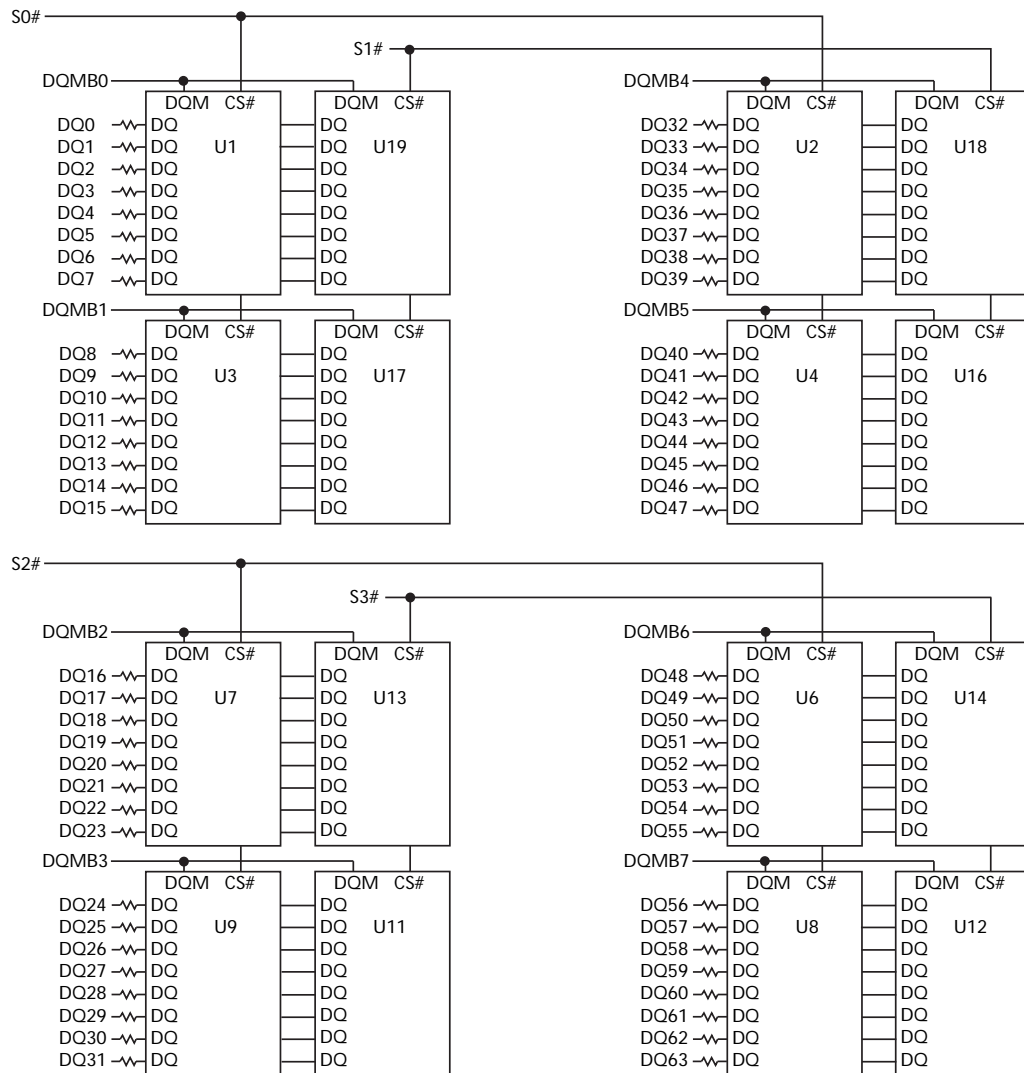 S0#
S1#
DQMB0 DQMB4
DQM CS# DQM CS# DQM CS# DQM CS#
DQ0 DQ DQ DQ32 DQ DQ
DQ1 DQ U1 DQ U19 DQ33 DQ U2 DQ U18
DQ2 DQ DQ DQ34 DQ DQ
DQ3 DQ DQ DQ35 DQ DQ
DQ4 DQ DQ DQ36 DQ DQ
DQ5 DQ DQ DQ37 DQ DQ
DQ6 DQ DQ DQ38 DQ DQ
DQ7 DQ DQ DQ39 DQ DQ
DQMB1 DQMB5
DQM CS# DQM CS# DQM CS# DQM CS#
DQ8 DQ DQ DQ40 DQ DQ
DQ9 DQ U3 DQ U17 DQ41 DQ U4 DQ U16
DQ10 DQ DQ DQ42 DQ DQ
DQ11 DQ DQ DQ43 DQ DQ
DQ12 DQ DQ DQ44 DQ DQ
DQ13 DQ DQ DQ45 DQ DQ
DQ14 DQ DQ DQ46 DQ DQ
DQ15 DQ DQ DQ47 DQ DQ
S2#
S3#
DQMB2 DQMB6
DQM CS# DQM CS# DQM CS# DQM CS#
DQ16 DQ DQ DQ48 DQ DQ
DQ17 DQ U7 DQ U13 DQ49 DQ U6 DQ U14
DQ18 DQ DQ DQ50 DQ DQ
DQ19 DQ DQ DQ51 DQ DQ
DQ20 DQ DQ DQ52 DQ DQ
DQ21 DQ DQ DQ53 DQ DQ
DQ22 DQ DQ DQ54 DQ DQ
DQ23 DQ DQ DQ55 DQ DQ
DQMB3 DQMB7
DQM CS# DQM CS# DQM CS# DQM CS#
DQ24 DQ DQ DQ56 DQ DQ
DQ25 DQ U9 DQ U11 DQ57 DQ U8 DQ U12
DQ26 DQ DQ DQ58 DQ DQ
DQ27 DQ DQ DQ59 DQ DQ
DQ28 DQ DQ DQ60 DQ DQ
DQ29 DQ DQ DQ61 DQ DQ
DQ30 DQ DQ DQ62 DQ DQ
DQ31 DQ DQ DQ63 DQ DQ